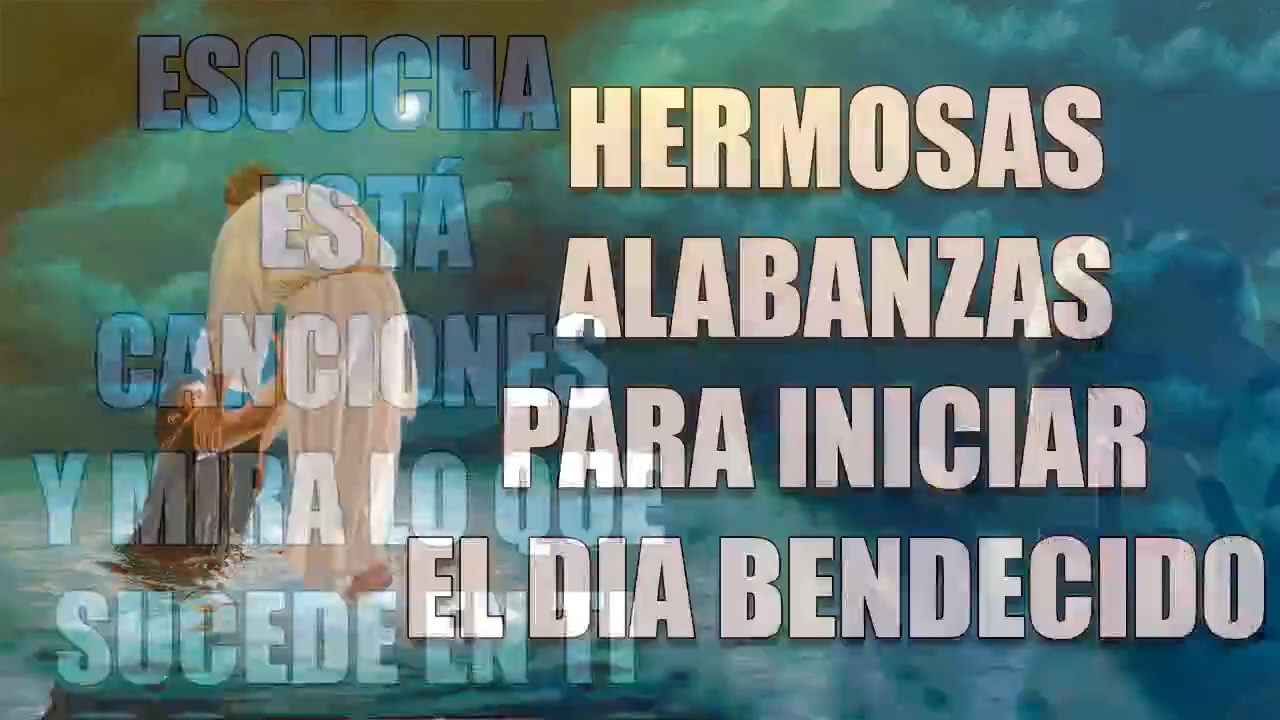 ESCUCHA
ESTÁ
CANCIONES
Y MIRA LO QUE
SUCEDE EN TI
HERMOSAS
ALABANZAS
PARA INICIAR
EL DIA BENDECIDO